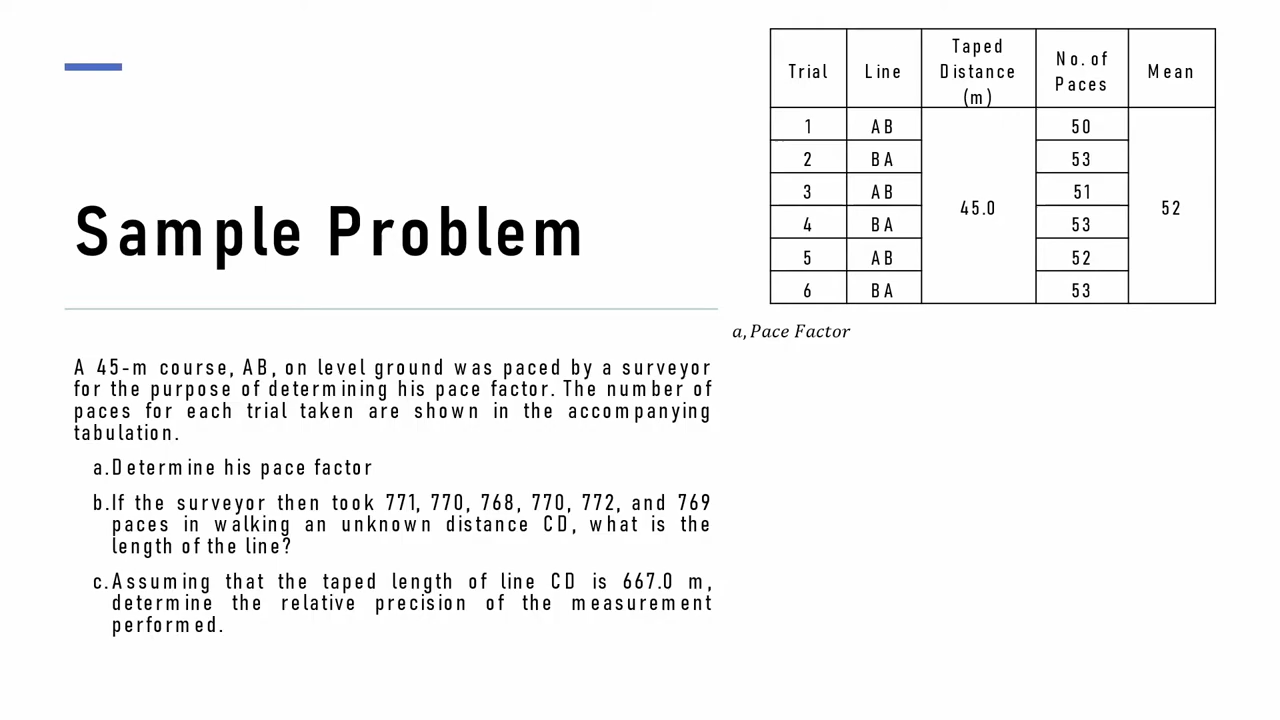 Sample Problem
A 45-m course, AB, on level ground was paced by a surveyor
for the purpose of determining his pace factor. The number of
paces for each trial taken are shown in the accompanying
tabulation.
a.Determine his pace factor
b.If the surveyor then took 771, 770, 768, 770, 772, and 769
paces in walking an unknown distance CD, what is the
length of the line?
c.Assuming that the taped length of line CD is 667.0 m,
determine the relative precision of the measurement
performed.
Trial Line Taped Distance (m) No. of Paces Mean
1 AB 50
2 BA 53
3 AB 51
45.0 52
4 BA 53
5 AB 52
6 BA 53
a, Pace Factor